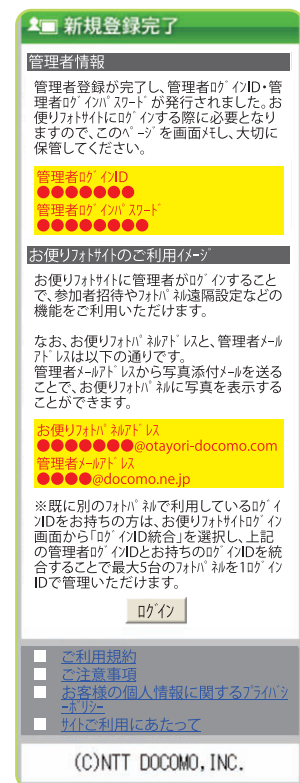 新規登録完了
管理者情報
管理者登録が完了し、管理者ﾛｸﾞｲﾝID・管
理者ﾛｸﾞｲﾝﾊﾟｽﾜｰﾄﾞが発行されました。お
便りﾌｫﾄｻｲﾄにﾛｸﾞｲﾝする際に必要となり
ますので、このﾍﾟｰｼﾞを画面ﾒﾓし、大切に
保管してください。
管理者ﾛｸﾞｲﾝID
●●●●●●●
管理者ﾛｸﾞｲﾝﾊﾟｽﾜｰﾄﾞ
●●●●●●●●
お便りﾌｫﾄｻｲﾄのご利用ｲﾒｰｼﾞ
お便りﾌｫﾄｻｲﾄに管理者がﾛｸﾞｲﾝすること
で、参加者招待やﾌｫﾄﾊﾟﾈﾙ遠隔設定などの
機能をご利用いただけます。
なお、お便りﾌｫﾄﾊﾟﾈﾙｱﾄﾞﾚｽと、管理者ﾒｰﾙ
ｱﾄﾞﾚｽは以下の通りです。
管理者ﾒｰﾙｱﾄﾞﾚｽから写真添付ﾒｰﾙを送る
ことで、お便りﾌｫﾄﾊﾟﾈﾙに写真を表示する
ことができます。
お便りﾌｫﾄﾊﾟﾈﾙｱﾄﾞﾚｽ
●●●●●●●@otayori-docomo.com
管理者ﾒｰﾙｱﾄﾞﾚｽ
●●●●@docomo.ne.jp
※既に別のﾌｫﾄﾊﾟﾈﾙで利用しているﾛｸﾞｲ
ﾝIDをお持ちの方は、お便りﾌｫﾄｻｲﾄﾛｸﾞｲﾝ
画面から「ﾛｸﾞｲﾝID統合」を選択し、上記
の管理者ﾛｸﾞｲﾝIDとお持ちのﾛｸﾞｲﾝIDを統
合することで最大5台のﾌｫﾄﾊﾟﾈﾙを1ﾛｸﾞｲﾝ
IDで管理いただけます。
ﾛｸﾞｲﾝ
ご利用規約
ご注意事項
お客様の個人情報に関するﾌﾟﾗｲﾊﾞｼ
ｰﾎﾟﾘｼｰ
ｻｲﾄご利用にあたって
(C)NTT DOCOMO,INC.